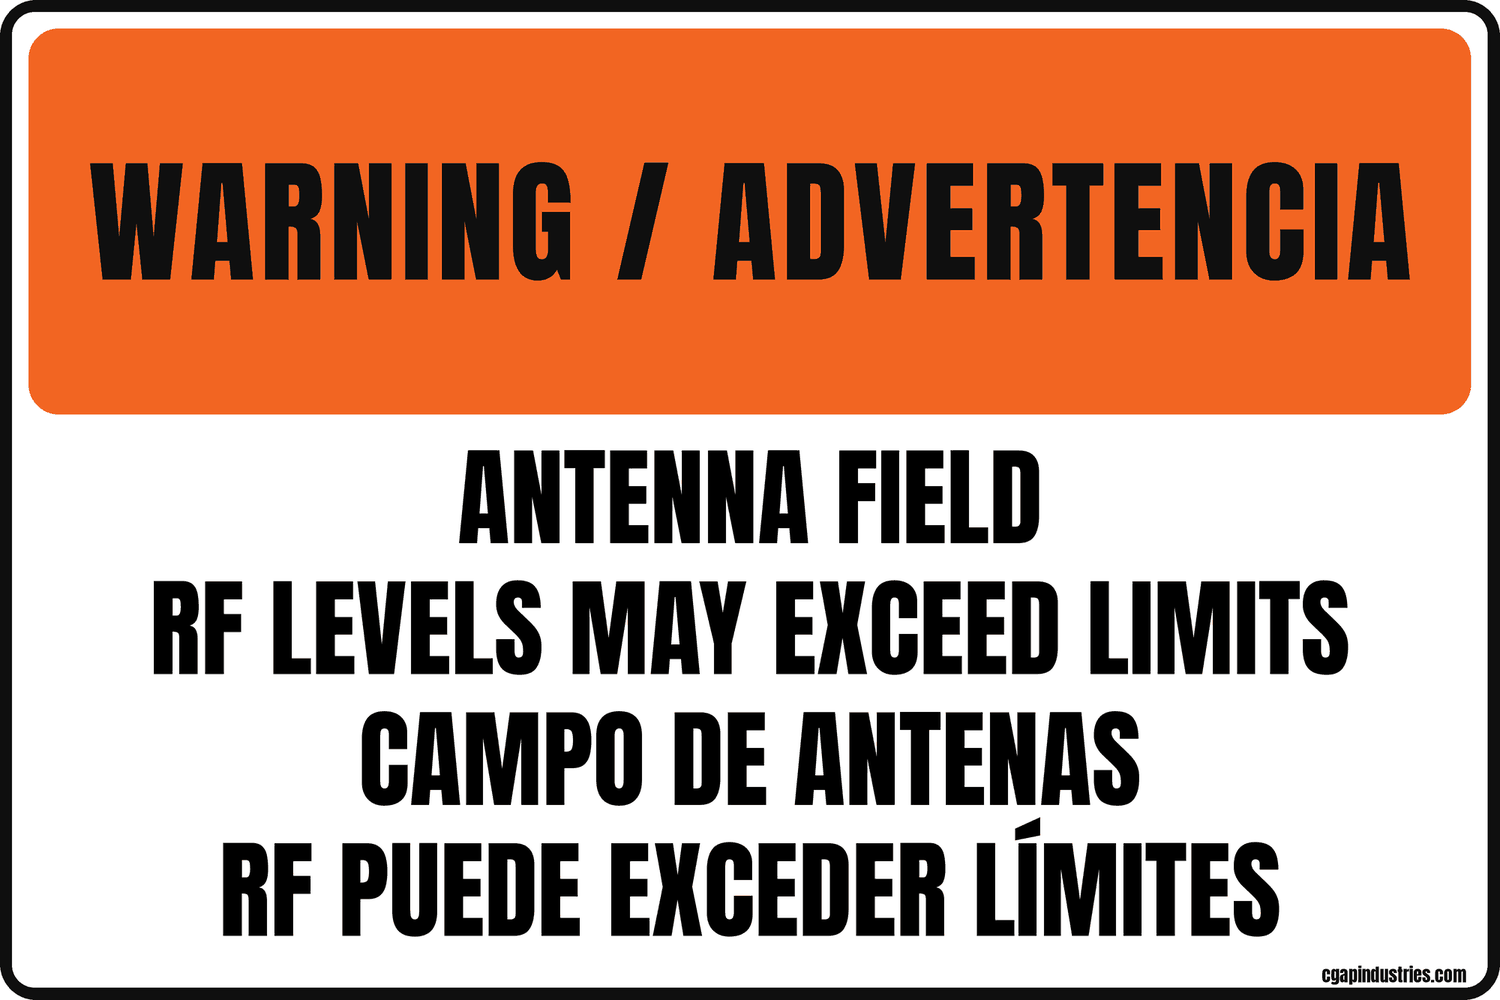 WARNING / ADVERTENCIA
ANTENNA FIELD
RF LEVELS MAY EXCEED LIMITS
CAMPO DE ANTENAS
RF PUEDE EXCEDER LÍMITES
cgapindustries.com